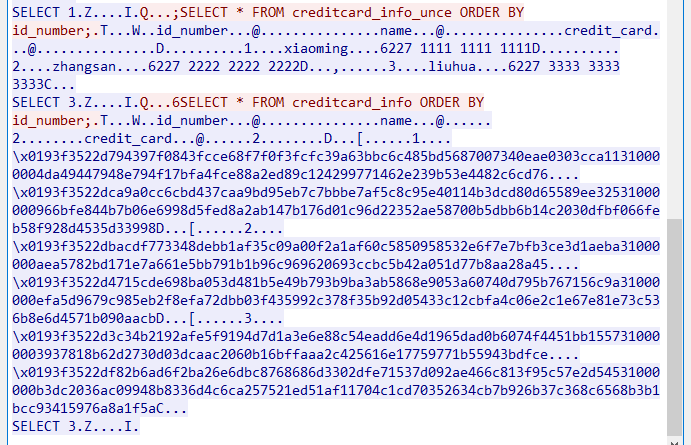 SELECT 1.Z....I.Q...;SELECT * FROM creditcard_info_unce ORDER BY
id_number;.T...W..id_number...@...............name...@...............credit_card.
..@...............D..........1....xiaoming....6227 1111 1111 1111D..........
2....zhangsan....6227 2222 2222 2222D...,......3....liuhua....6227 3333 3333
3333C...
SELECT 3.Z....I.Q...6SELECT * FROM creditcard_info ORDER BY
id_number;.T...W..id_number...@...............name...@......
2........credit_card...@......2........D...[......1....
\x0193f3522d794397f0843fcce68f7f0f3fcfc39a63bbc6c485bd5687007340eae0303cca1131000
0004da49447948e794f17bfa4fce88a2ed89c124299771462e239b53e4482c6cd76....
\x0193f3522dca9a0cc6cbd437caa9bd95eb7c7bbbe7af5c8c95e40114b3dcd80d65589ee32531000
000966bfe844b7b06e6998d5fed8a2ab147b176d01c96d22352ae58700b5dbb6b14c2030dfbf066fe
b58f928d4535d33998D...[......2....
\x0193f3522dbacdf773348debb1af35c09a00f2a1af60c5850958532e6f7e7bfb3ce3d1aeba31000
000aea5782bd171e7a661e5bb791b1b96c969620693ccbc5b42a051d77b8aa28a45....
\x0193f3522d4715cde698ba053d481b5e49b793b9ba3ab5868e9053a60740d795b767156c9a31000
000efa5d9679c985eb2f8efa72dbb03f435992c378f35b92d05433c12cbfa4c06e2c1e67e81e73c53
6b8e6d4571b090aacbD...[......3....
\x0193f3522d3c34b2192afe5f9194d7d1a3e6e88c54eadd6e4d1965dad0b6074f4451bb155731000
0003937818b62d2730d03dcaac2060b16bffaaa2c425616e17759771b55943bdfce....
\x0193f3522df82b6ad6f2ba26e6dbc8768686d3302dfe71537d092ae466c813f95c57e2d54531000
000b3dc2036ac09948b8336d4c6ca257521ed51af11704c1cd70352634cb7b926b37c368c6568b3b1
bcc93415976a8a1f5aC...
SELECT 3.Z....I.